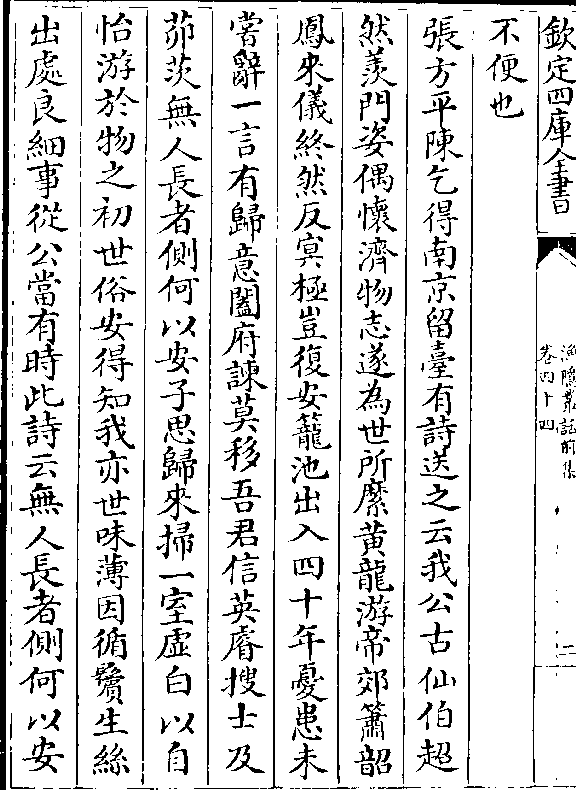 欽定四庫全書
漁隱叢話前集
卷四十四
二
不便也
張方平陳乞得南京留臺有詩送之云我公古仙伯超
然羡門姿偶懷濟物志遂為世所縻黄龍游帝郊簫韶
鳳來儀終然反冥極豈復安籠池出入四十年憂患未
嘗辭一言有歸意闔府諫莫移吾君信英睿搜士及
茆茨無人長者側何以安子思歸來掃一室虛白以自
怡游於物之初世俗安得知我亦世味薄因循鬢生絲
出處良細事從公當有時此詩云無人長者側何以安